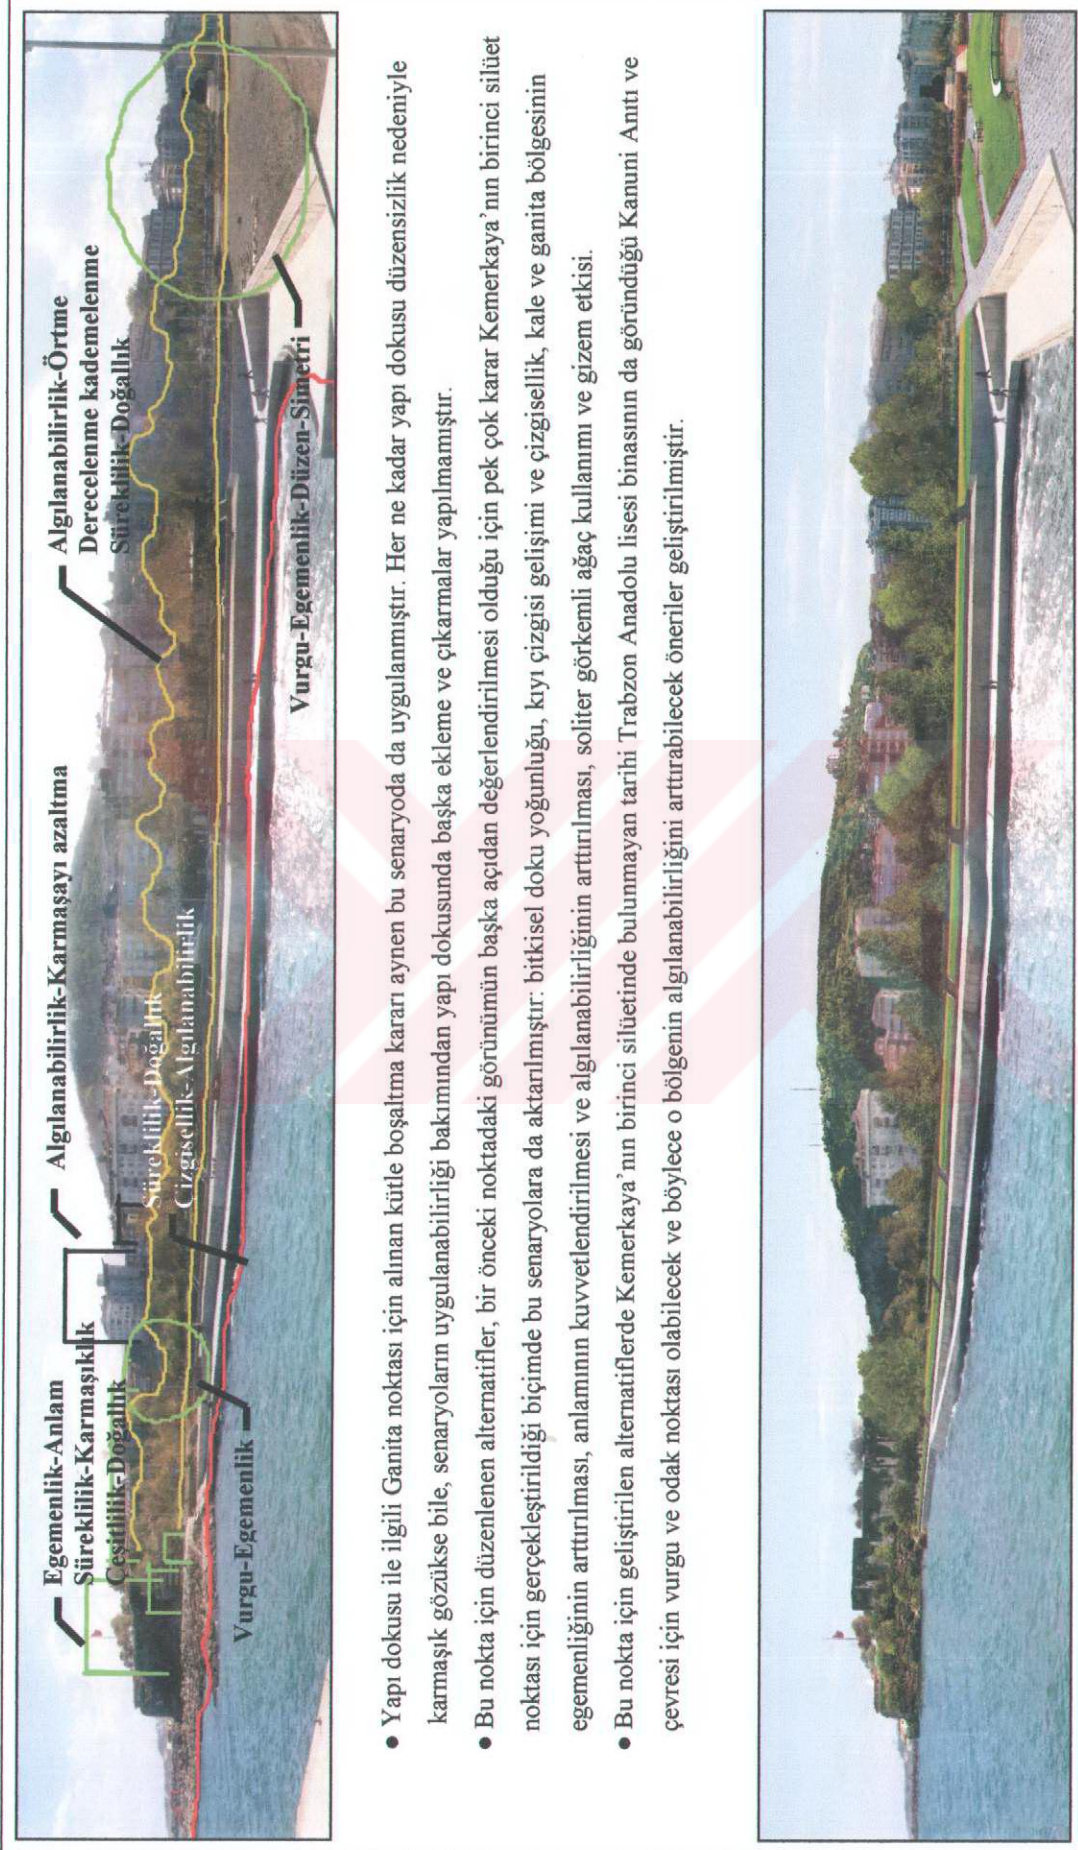 Egemenlik-Anlam
Süreklilik-Karmaşıklık
Çeşitlilik-Doğallık
Algılanabilirlik-Karmaşayı azaltma
Algılanabilirlik-Örtme
Derecelenme kademelenme
Süreklilik-Doğallık
Süreklilik-Doğallık
Çizgisellik-Algılanabilirlik
Vurgu-Egemenlik
Vurgu-Egemenlik-Düzen-Simetri
● Yapı dokusu ile ilgili Ganita noktası için alınan kütle boşaltma kararı aynen bu senaryoda da uygulanmıştır. Her ne kadar yapı dokusu düzensizlik nedeniyle
karmaşık gözükse bile, senaryoların uygulanabilirliği bakımından yapı dokusunda başka ekleme ve çıkarmalar yapılmamıştır.
● Bu nokta için düzenlenen alternatifler, bir önceki noktadaki görünümün başka açıdan değerlendirilmesi olduğu için pek çok karar Kemerkaya’nın birinci silüet
noktası için gerçekleştirildiği biçimde bu senaryolara da aktarılmıştır: bitkisel doku yoğunluğu, kıyı çizgisi gelişimi ve çizgisellik, kale ve ganita bölgesinin
egemenliğinin arttırılması, anlamının kuvvetlendirilmesi ve algılanabilirliğinin arttırılması, soliter görkemli ağaç kullanımı ve gizem etkisi.
● Bu nokta için geliştirilen alternatiflerde Kemerkaya’nın birinci silüetinde bulunmayan tarihi Trabzon Anadolu lisesi binasının da göründüğü Kanuni Anıtı ve
çevresi için vurgu ve odak noktası olabilecek ve böylece o bölgenin algılanabilirliğini arttırabilecek öneriler geliştirilmiştir.